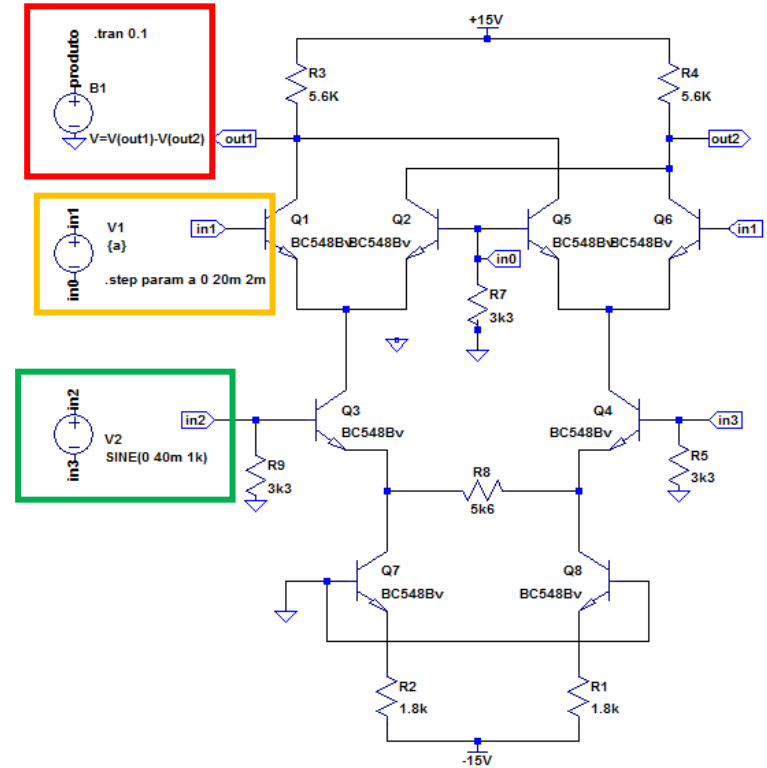 .tran 0.1
produto
B1
V=V(out1)-V(out2)
+15V
R3
5.6K
R4
5.6K
out1
out2
in1
V1
{a}
in0
.step param a 0 20m 2m
in1
Q1
BC548Bv
Q2
BC548Bv
Q5
BC548Bv
Q6
BC548Bv
in1
in0
R7
3k3
in2
V2
SINE(0 40m 1k)
in3
in2
R9
3k3
Q3
BC548Bv
Q4
BC548Bv
in3
R5
3k3
R8
5k6
Q7
BC548Bv
Q8
BC548Bv
R2
1.8k
R1
1.8k
-15V